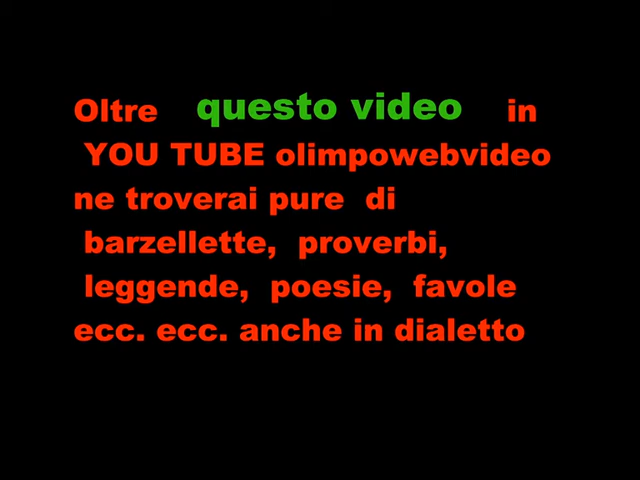 Oltre questo video in
YOU TUBE olimpowebvideo
ne troverai pure di
barzellette, proverbi,
leggende, poesie, favole
ecc. ecc. anche in dialetto